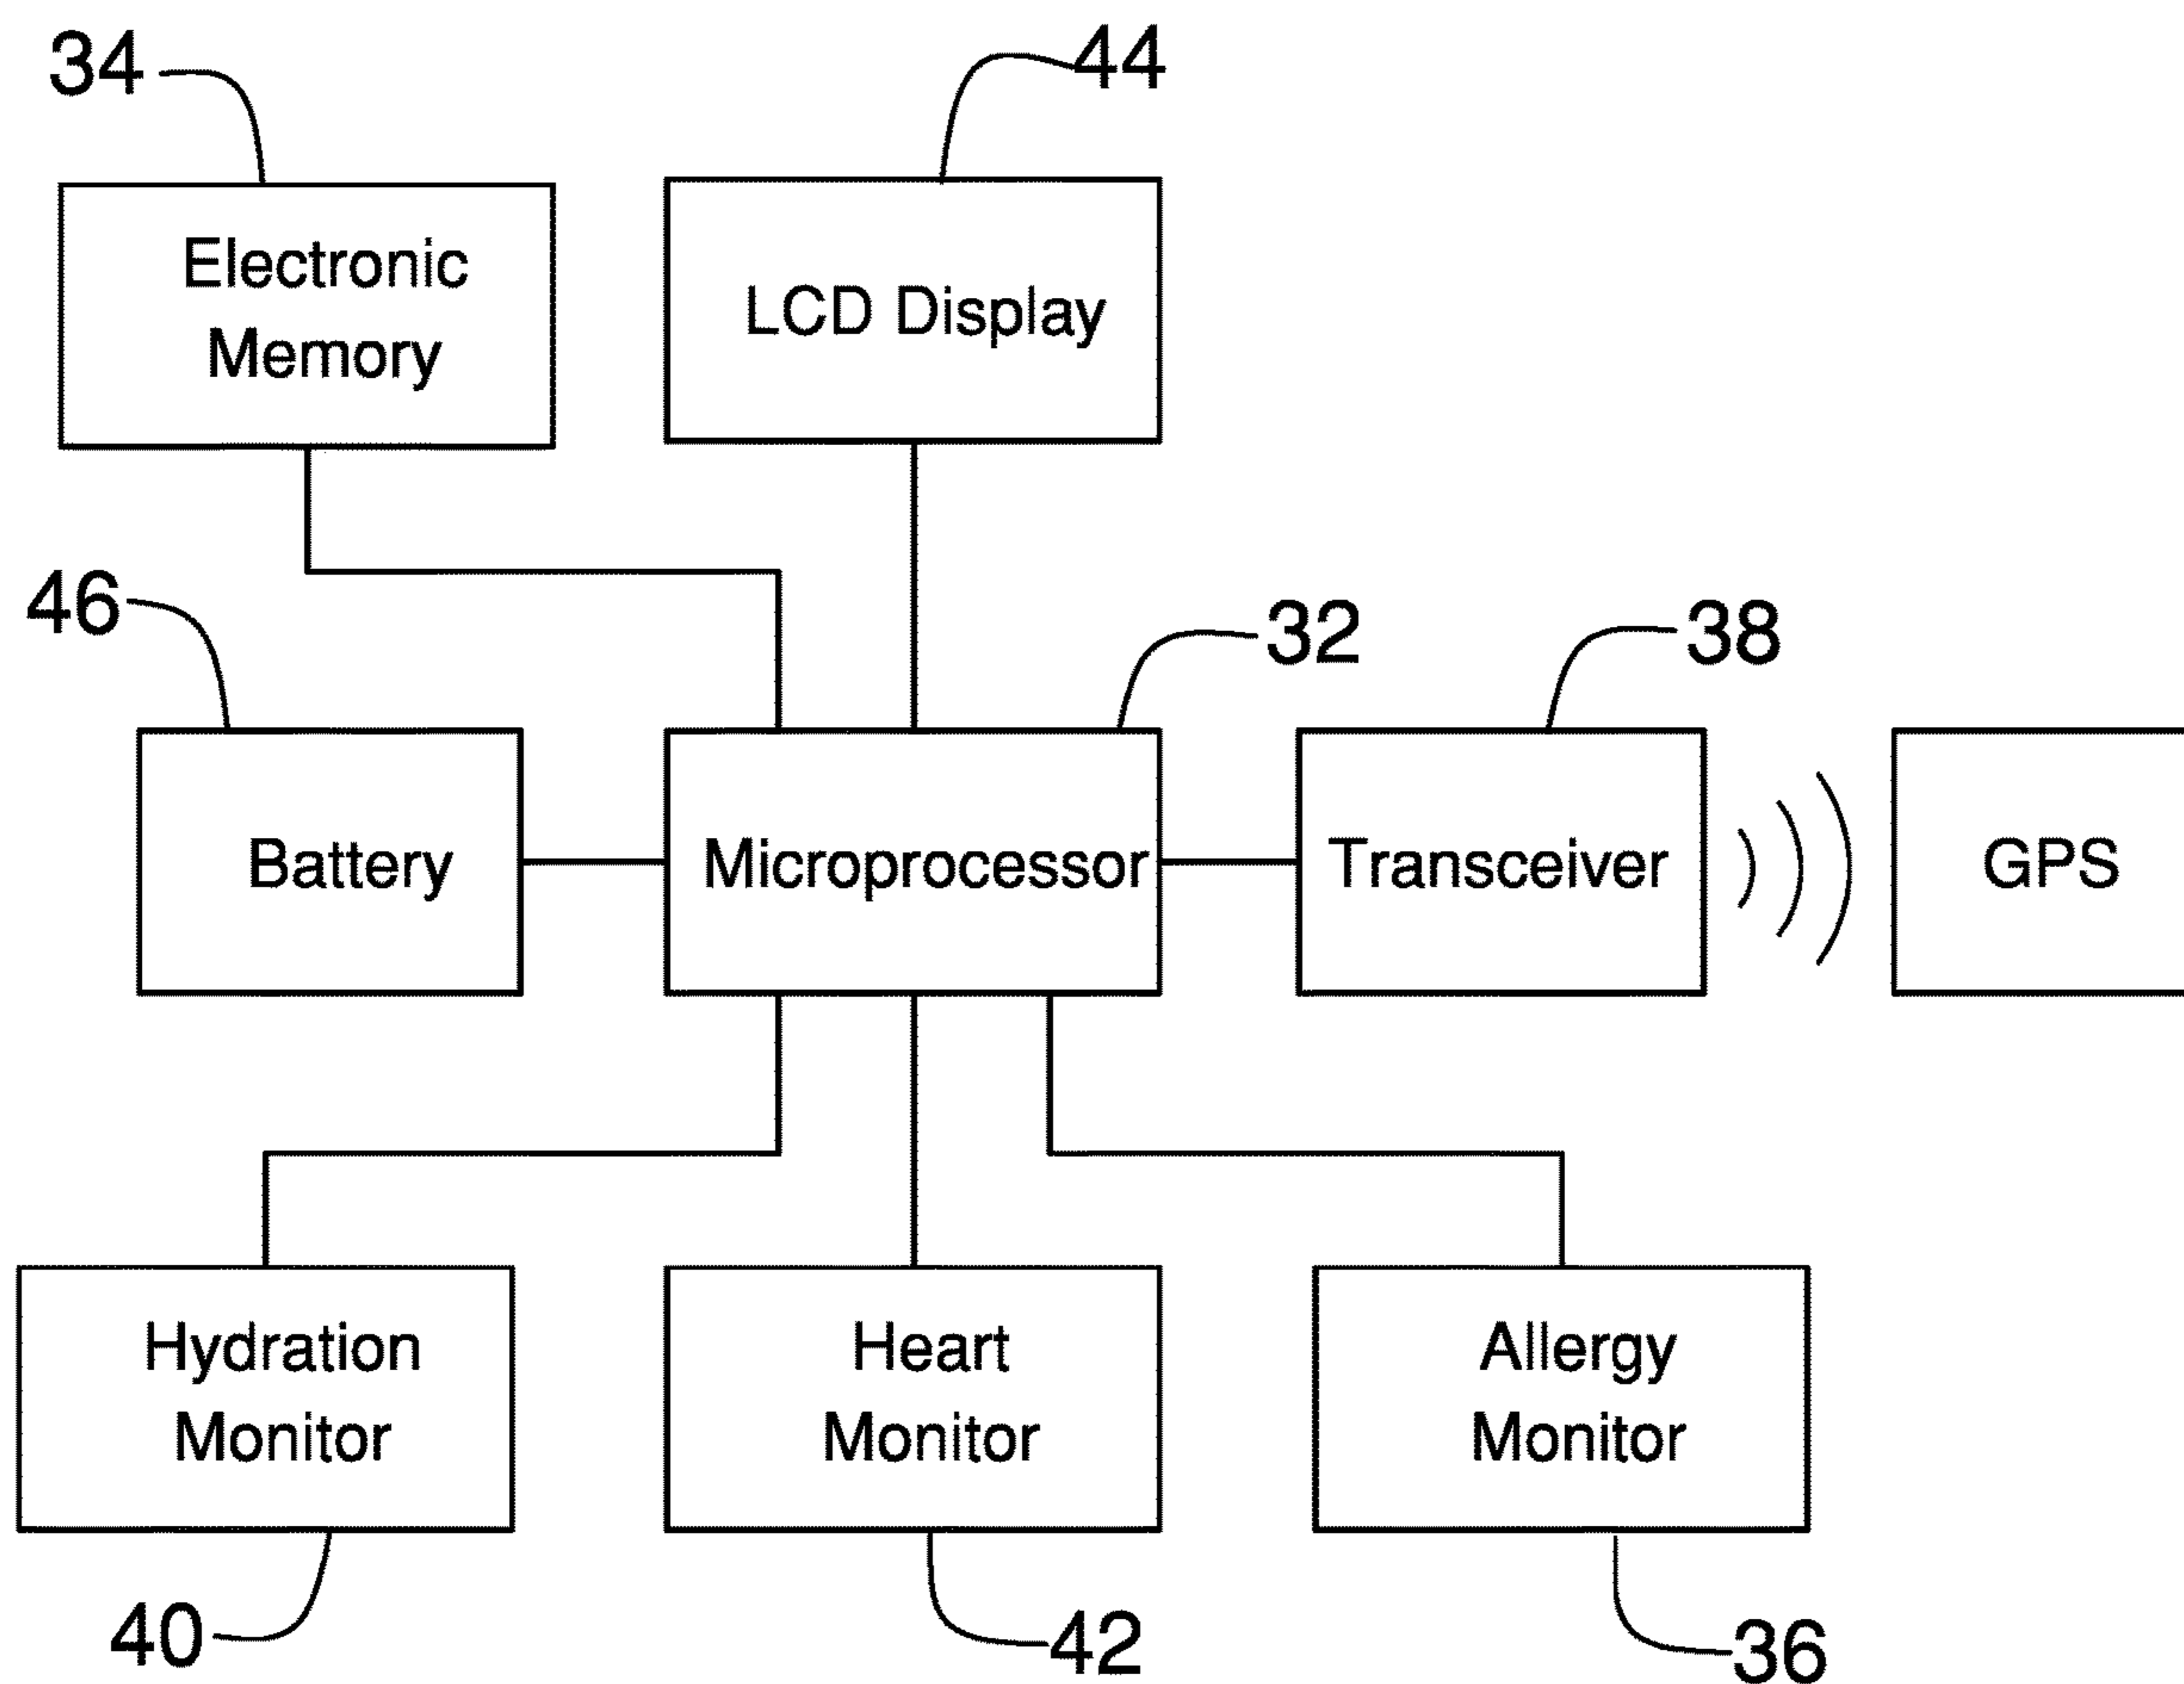 34
44
Electronic
Memory
LCD Display
46
32
38
Battery
Microprocessor
Transceiver
GPS
Hydration
Monitor
Heart
Monitor
Allergy
Monitor
40
42
36